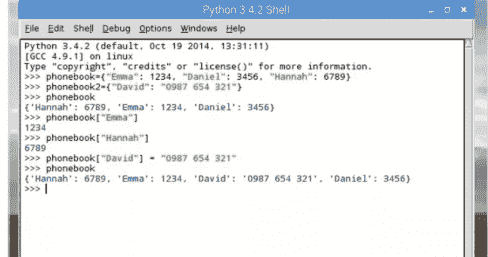 Python 3.4.2 Shell
File Edit Shell Debug Options Windows Help
Python 3.4.2 (default, Oct 19 2014, 13:31:11)
[GCC 4.9.1] on linux
Type "copyright", "credits" or "license()" for more information.
>>> phonebook={"Emma": 1234, "Daniel": 3456, "Hannah": 6789}
>>> phonebook2={"David": "0987 654 321"}
>>> phonebook
{'Hannah': 6789, 'Emma': 1234, 'Daniel': 3456}
>>> phonebook["Emma"]
1234
>>> phonebook["Hannah"]
6789
>>> phonebook["David"] = "0987 654 321"
>>> phonebook
{'Hannah': 6789, 'Emma': 1234, 'David': '0987 654 321', 'Daniel': 3456}
>>>